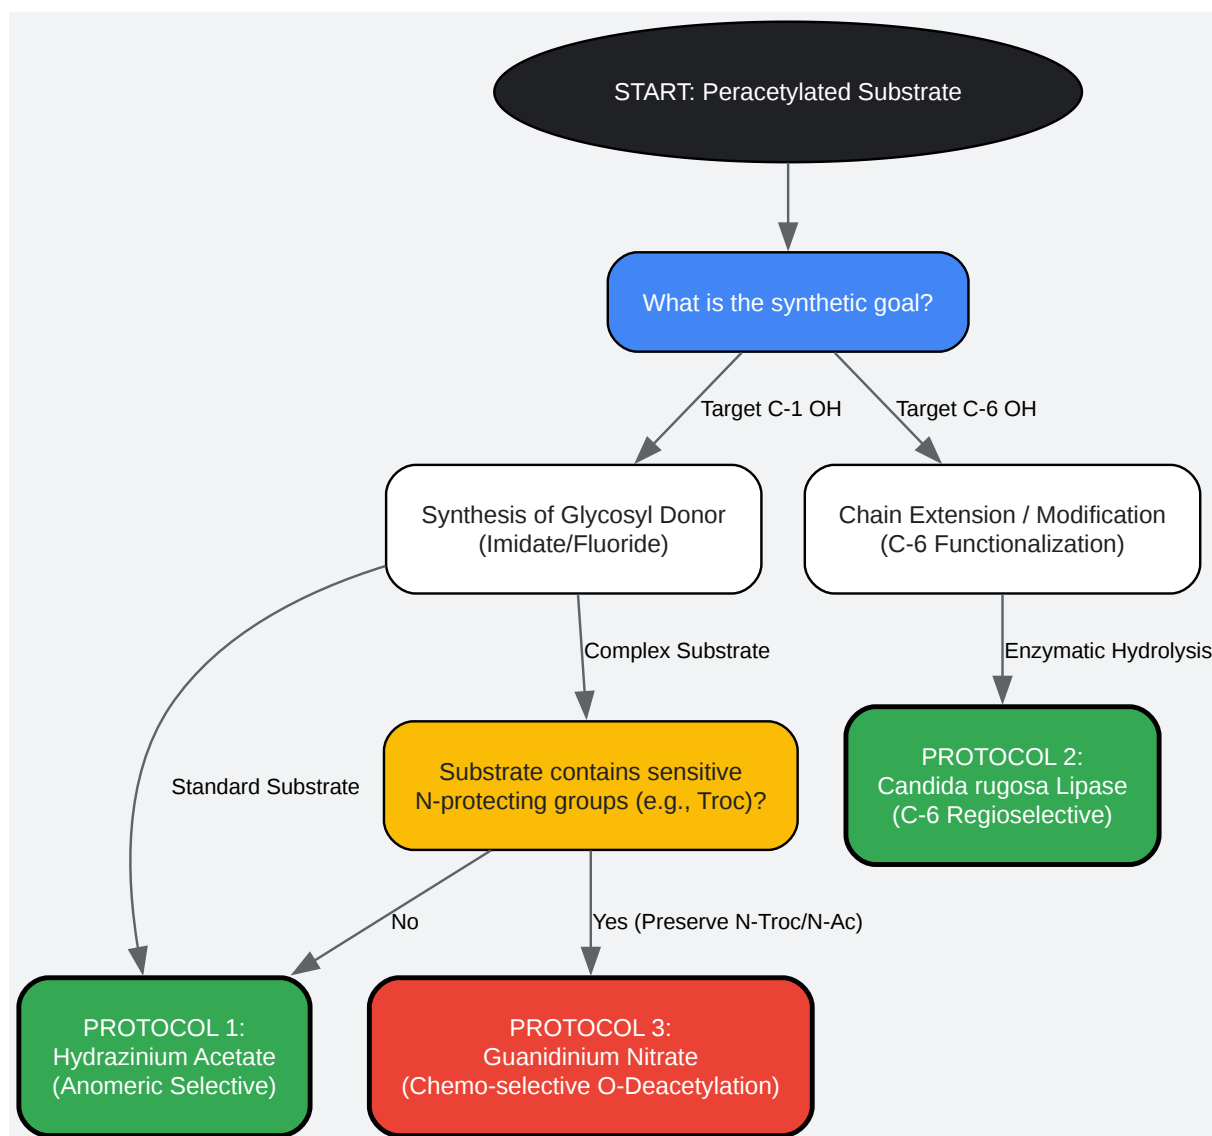 START: Peracetylated Substrate
What is the synthetic goal?
Target C-1 OH
Target C-6 OH
Synthesis of Glycosyl Donor
(Imidate/Fluoride)
Chain Extension / Modification
(C-6 Functionalization)
Complex Substrate
Enzymatic Hydrolysis
Standard Substrate
Substrate contains sensitive
N-protecting groups (e.g., Troc)?
PROTOCOL 2:
Candida rugosa Lipase
(C-6 Regioselective)
No
Yes (Preserve N-Troc/N-Ac)
PROTOCOL 1:
Hydrazinium Acetate
(Anomeric Selective)
PROTOCOL 3:
Guanidinium Nitrate
(Chemo-selective O-Deacetylation)